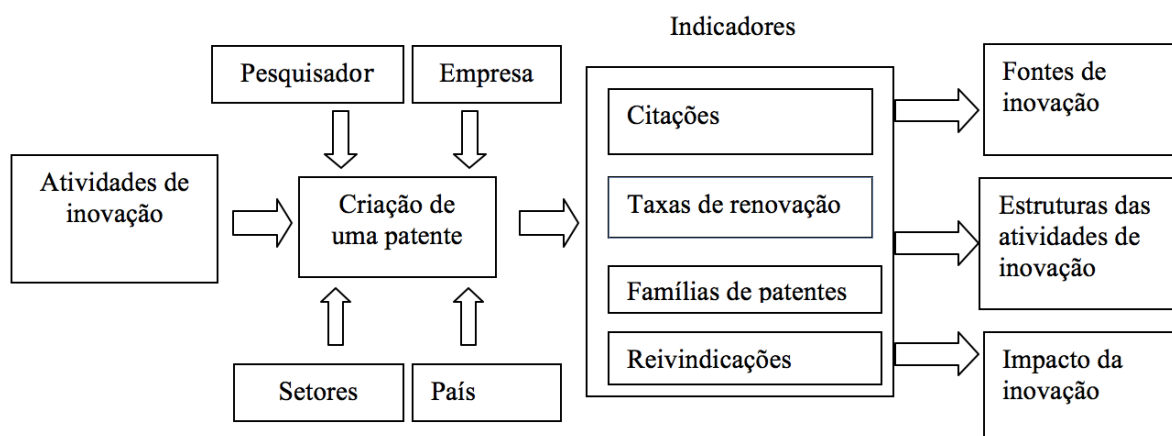 Indicadores
Pesquisador
Empresa
Atividades de
inovação
Criação de
uma patente
Setores
País
Citações
Taxas de renovação
Famílias de patentes
Reivindicações
Fontes de
inovação
Estruturas das
atividades de
inovação
Impacto da
inovação